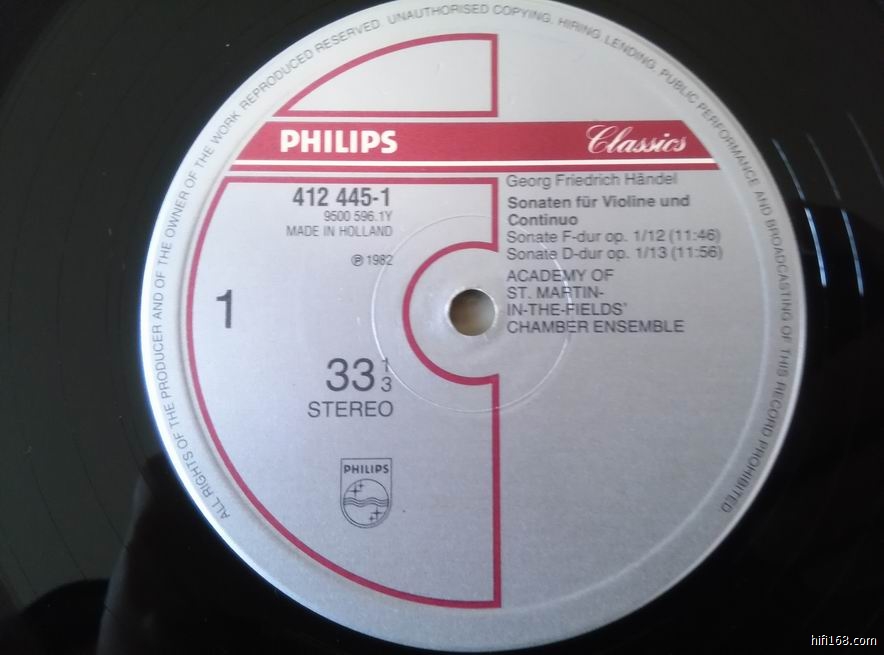 ALL RIGHTS OF THE PRODUCER AND OF THE OWNER OF THE WORK REPRODUCED RESERVED. UNAUTHORISED COPYING, HIRING, LENDING, PUBLIC PERFORMANCE AND BROADCASTING OF THIS RECORD PROHIBITED
PHILIPS Classics
412 445-1
9500 596.1Y
MADE IN HOLLAND
℗ 1982
1
33 1/3
STEREO
PHILIPS
Georg Friedrich Händel
Sonaten für Violine und
Continuo
Sonate F-dur op. 1/12 (11:46)
Sonate D-dur op. 1/13 (11:56)
ACADEMY OF
ST. MARTIN-
IN-THE-FIELDS'
CHAMBER ENSEMBLE
hifi168.com